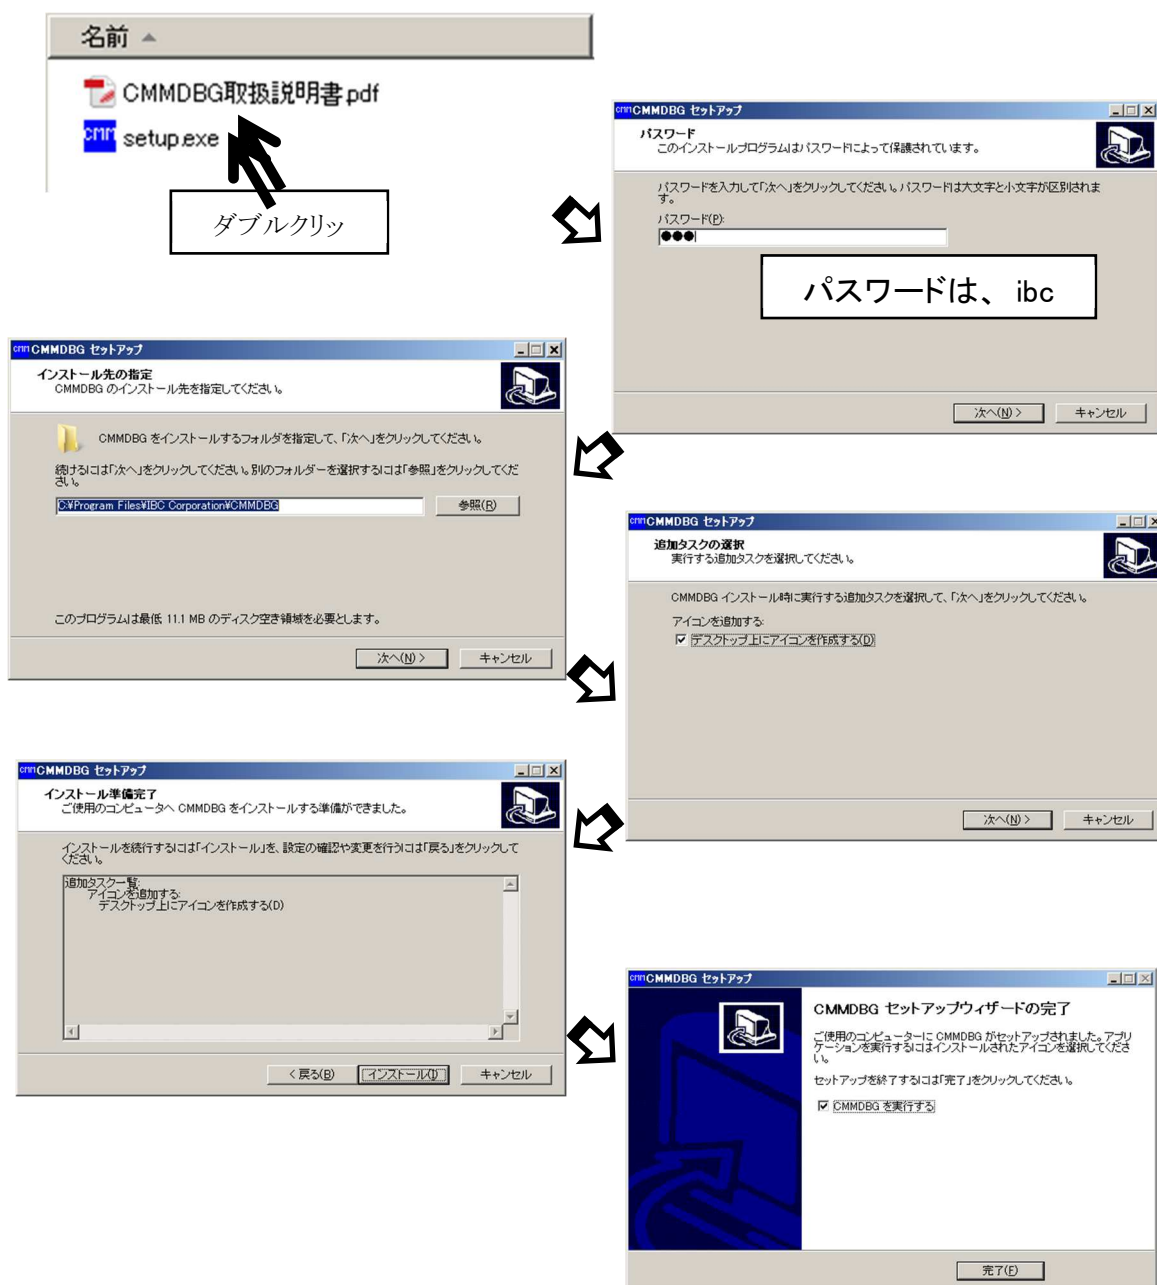 名前
CMMDBG取扱説明書.pdf
cmm setup.exe
ダブルクリッ
cmm CMMDBG セットアップ
パスワード
このインストールプログラムはパスワードによって保護されています。
パスワードを入力して「次へ」をクリックしてください。パスワードは大文字と小文字が区別されま
す。
パスワード(P):
●●●
パスワードは、 ibc
次へ(N) >
キャンセル
cmm CMMDBG セットアップ
インストール先の指定
CMMDBG のインストール先を指定してください。
CMMDBG をインストールするフォルダを指定して、「次へ」をクリックしてください。
続けるには「次へ」をクリックしてください。別のフォルダーを選択するには「参照」をクリックしてくだ
さい。
C:¥Program Files¥IBC Corporation¥CMMDBG
参照(R)
このプログラムは最低 11.1 MB のディスク空き領域を必要とします。
次へ(N) >
キャンセル
cmm CMMDBG セットアップ
追加タスクの選択
実行する追加タスクを選択してください。
CMMDBG インストール時に実行する追加タスクを選択して、「次へ」をクリックしてください。
アイコンを追加する:
デスクトップ上にアイコンを作成する(D)
次へ(N) >
キャンセル
cmm CMMDBG セットアップ
インストール準備完了
ご使用のコンピュータへ CMMDBG をインストールする準備ができました。
インストールを続行するには「インストール」を、設定の確認や変更を行うには「戻る」をクリックして
ください。
追加タスク一覧:
アイコンを追加する:
デスクトップ上にアイコンを作成する(D)
< 戻る(B)
インストール(I)
キャンセル
cmm CMMDBG セットアップ
CMMDBG セットアップウィザードの完了
ご使用のコンピューターに CMMDBG がセットアップされました。アプリ
ケーションを実行するにはインストールされたアイコンを選択してくださ
い。
セットアップを終了するには「完了」をクリックしてください。
CMMDBG を実行する
完了(F)